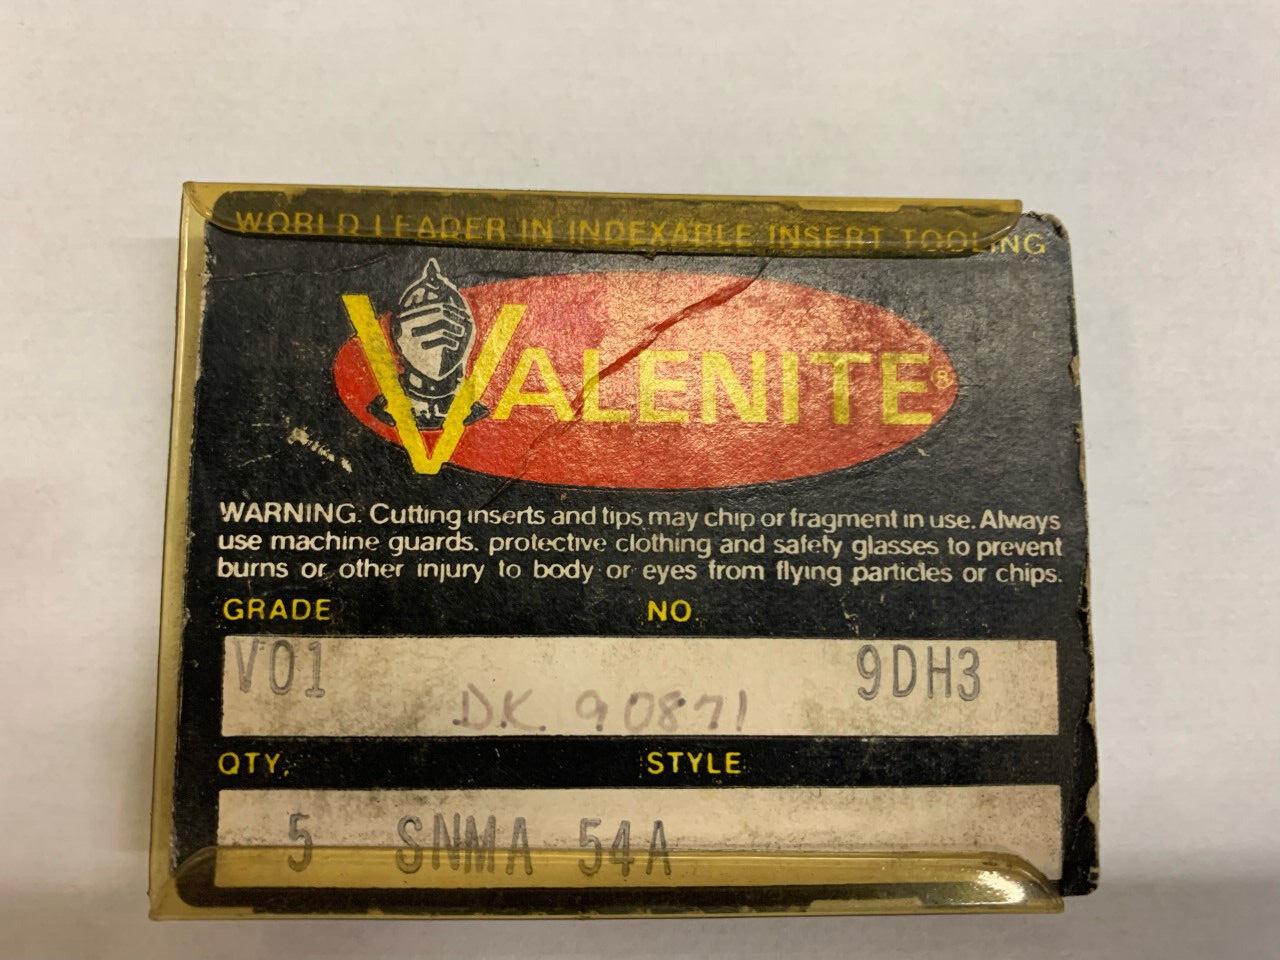 WORLD LEADER IN INDEXABLE INSERT TOOLING
VALENITE®
WARNING. Cutting inserts and tips may chip or fragment in use. Always
use machine guards, protective clothing and safety glasses to prevent
burns or other injury to body or eyes from flying particles or chips.
GRADE NO.
V01 9DH3
D.K. 90871
QTY. STYLE
5 SNMA 54A